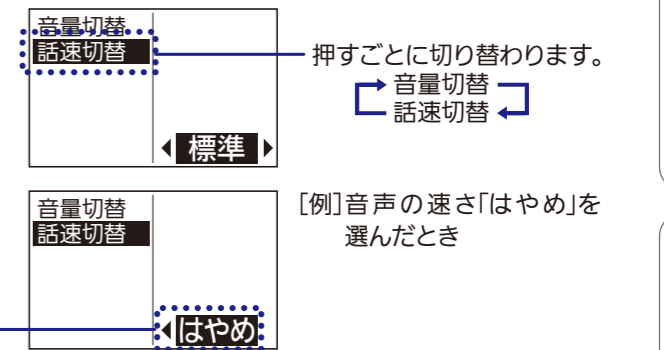 音量切替
話速切替
標準
押すごとに切り替わります。
音量切替
話速切替
音量切替
話速切替
はやめ
[例]音声の速さ「はやめ」を
選んだとき